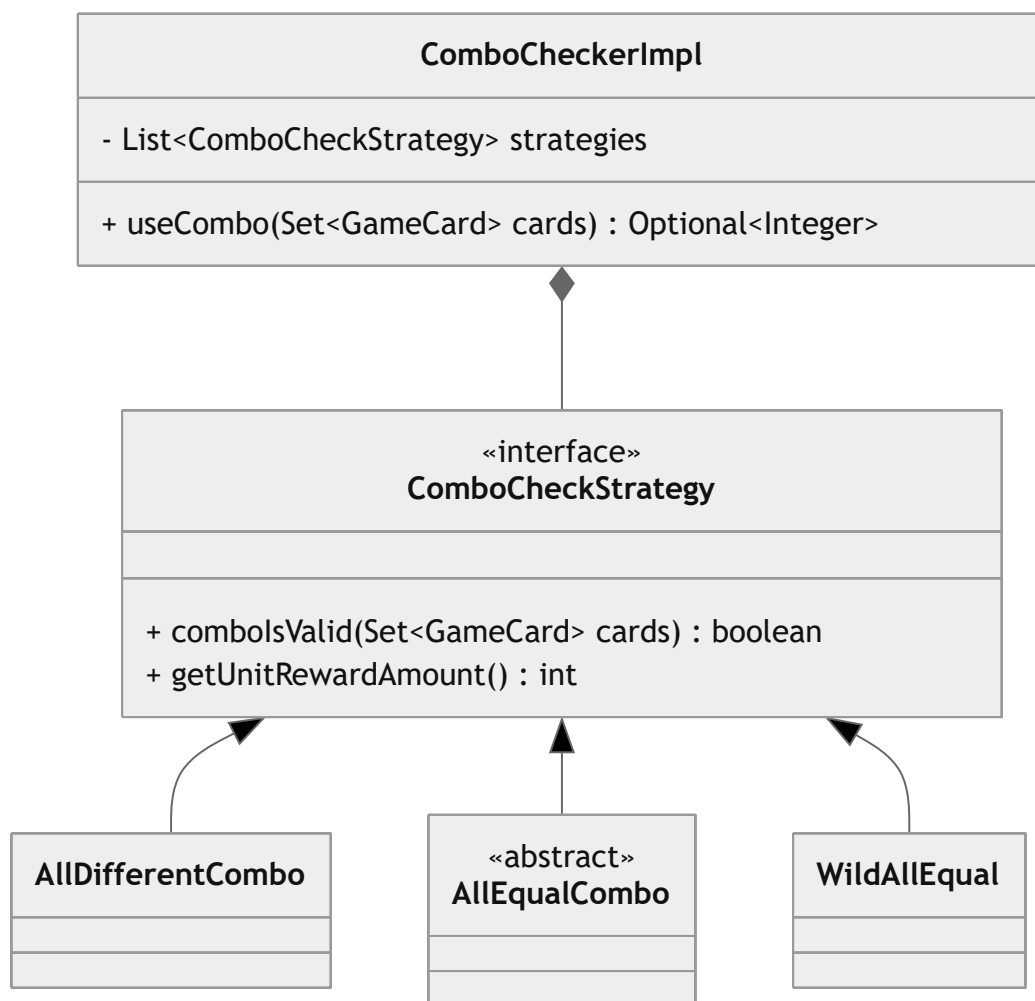 ComboCheckerImpl
- List<ComboCheckStrategy> strategies
+ useCombo(Set<GameCard> cards) : Optional<Integer>
«interface»
ComboCheckStrategy
+ comboIsValid(Set<GameCard> cards) : boolean
+ getUnitRewardAmount() : int
AllDifferentCombo
«abstract»
AllEqualCombo
WildAllEqual